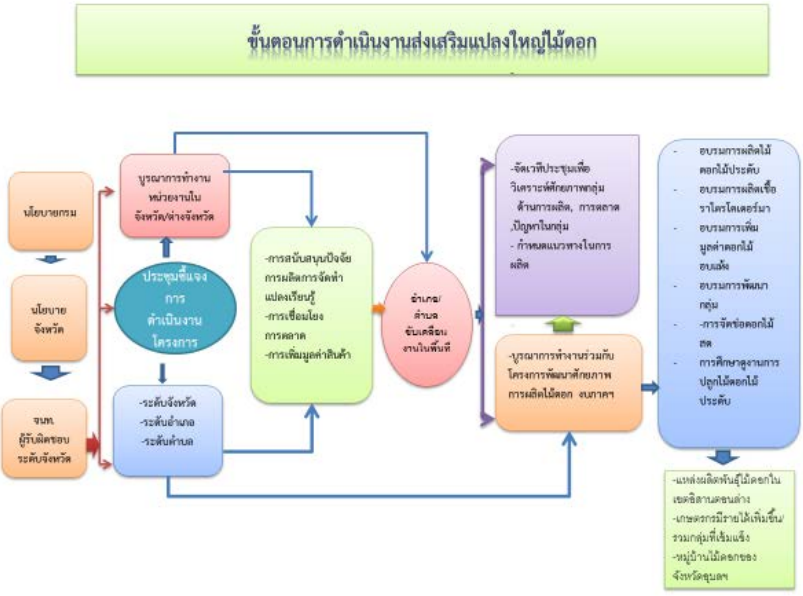 ขั้นตอนการดำเนินงานส่งเสริมแปลงใหญ่ไม้ดอก
นโยบายกรม
นโยบาย
จังหวัด
จนท.
ผู้รับผิดชอบ
ระดับจังหวัด
บูรณาการทำงาน
หน่วยงานใน
จังหวัด/ต่างจังหวัด
ประชุมชี้แจง
การ
ดำเนินงาน
โครงการ
-ระดับจังหวัด
-ระดับอำเภอ
-ระดับตำบล
-การสนับสนุนปัจจัย
การผลิตการจัดทำ
แปลงเรียนรู้
-การเชื่อมโยง
การตลาด
-การเพิ่มมูลค่าสินค้า
อำเภอ/
ตำบล
ขับเคลื่อน
งานในพื้นที่
-จัดเวทีประชุมเพื่อ
วิเคราะห์ศักยภาพกลุ่ม
ด้านการผลิต, การตลาด
,ปัญหาในกลุ่ม
- กำหนดแนวทางในการ
ผลิต
-บูรณาการทำงานร่วมกับ
โครงการพัฒนาศักยภาพ
การผลิตไม้ดอก งบภาคฯ
- อบรมการผลิตไม้
ดอกไม้ประดับ
- อบรมการผลิตเชื้อ
ราไตรโคเดอร์มา
- อบรมการเพิ่ม
มูลค่าดอกไม้
อบแห้ง
- อบรมการพัฒนา
กลุ่ม
- -การจัดช่อดอกไม้
สด
- การศึกษาดูงานการ
ปลูกไม้ดอกไม้
ประดับ
-แหล่งผลิตพันธุ์ไม้ดอกใน
เขตอิสานตอนล่าง
-เกษตรกรมีรายได้เพิ่มขึ้น/
รวมกลุ่มที่เข้มแข็ง
-หมู่บ้านไม้ดอกของ
จังหวัดอุบลฯ